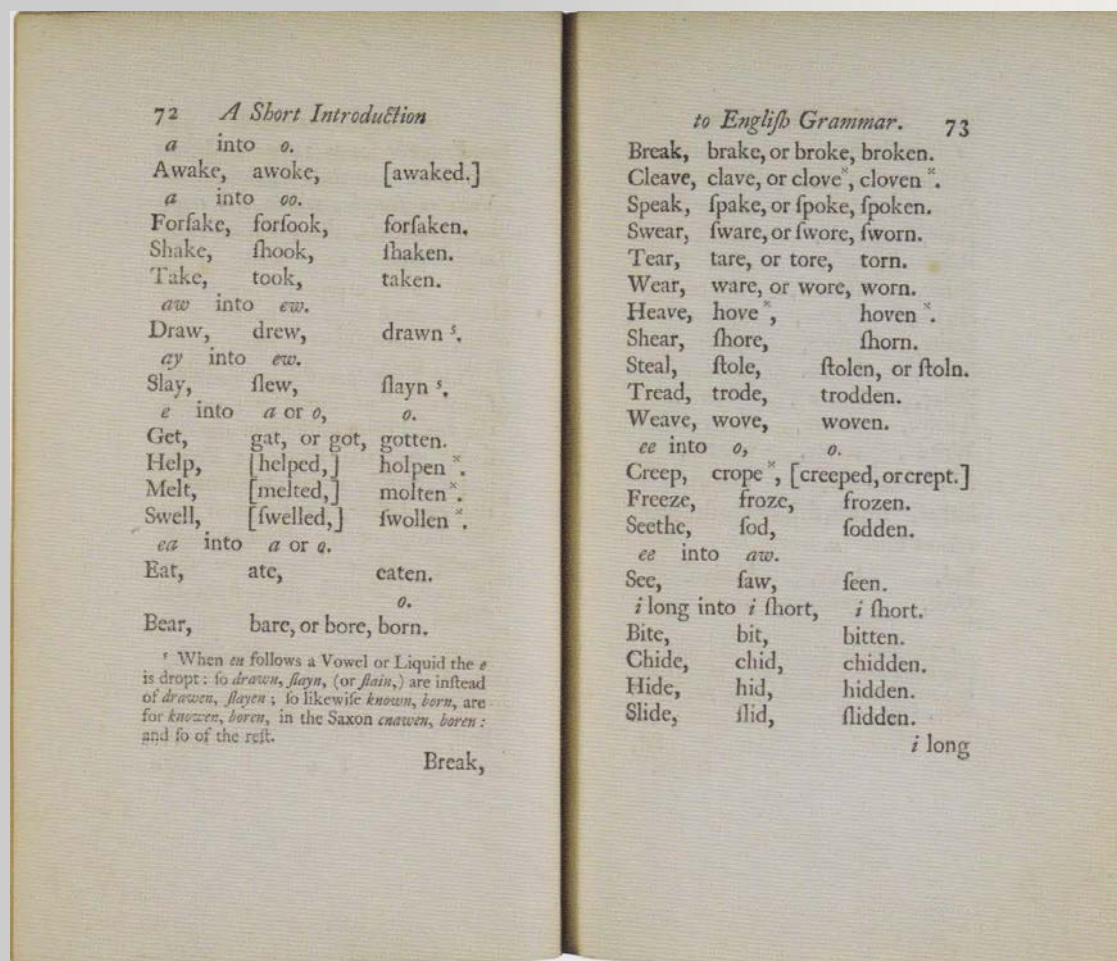 72 A Short Introduction
a into o.
Awake, awoke, [awaked.]
a into oo.
Forſake, forſook, forſaken.
Shake, ſhook, ſhaken.
Take, took, taken.
aw into ew.
Draw, drew, drawn ⁵.
ay into ew.
Slay, ſlew, ſlayn ⁵.
e into a or o, o.
Get, gat, or got, gotten.
Help, [helped,] holpen ˣ.
Melt, [melted,] molten ˣ.
Swell, [ſwelled,] ſwollen ˣ.
ea into a or o.
Eat, ate, eaten.
o.
Bear, bare, or bore, born.
⁵ When en follows a Vowel or Liquid the e
is dropt: ſo drawn, ſlayn, (or ſlain,) are inſtead
of drawen, ſlayen; ſo likewiſe known, born, are
for knowen, boren, in the Saxon cnawen, boren:
and ſo of the reſt.
Break,
to Engliſh Grammar. 73
Break, brake, or broke, broken.
Cleave, clave, or clove ˣ, cloven ˣ.
Speak, ſpake, or ſpoke, ſpoken.
Swear, ſware, or ſwore, ſworn.
Tear, tare, or tore, torn.
Wear, ware, or wore, worn.
Heave, hove ˣ, hoven ˣ.
Shear, ſhore, ſhorn.
Steal, ſtole, ſtolen, or ſtoln.
Tread, trode, trodden.
Weave, wove, woven.
ee into o, o.
Creep, crope ˣ, [creeped, or crept.]
Freeze, froze, frozen.
Seethe, ſod, ſodden.
ee into aw.
See, ſaw, ſeen.
i long into i ſhort, i ſhort.
Bite, bit, bitten.
Chide, chid, chidden.
Hide, hid, hidden.
Slide, ſlid, ſlidden.
i long